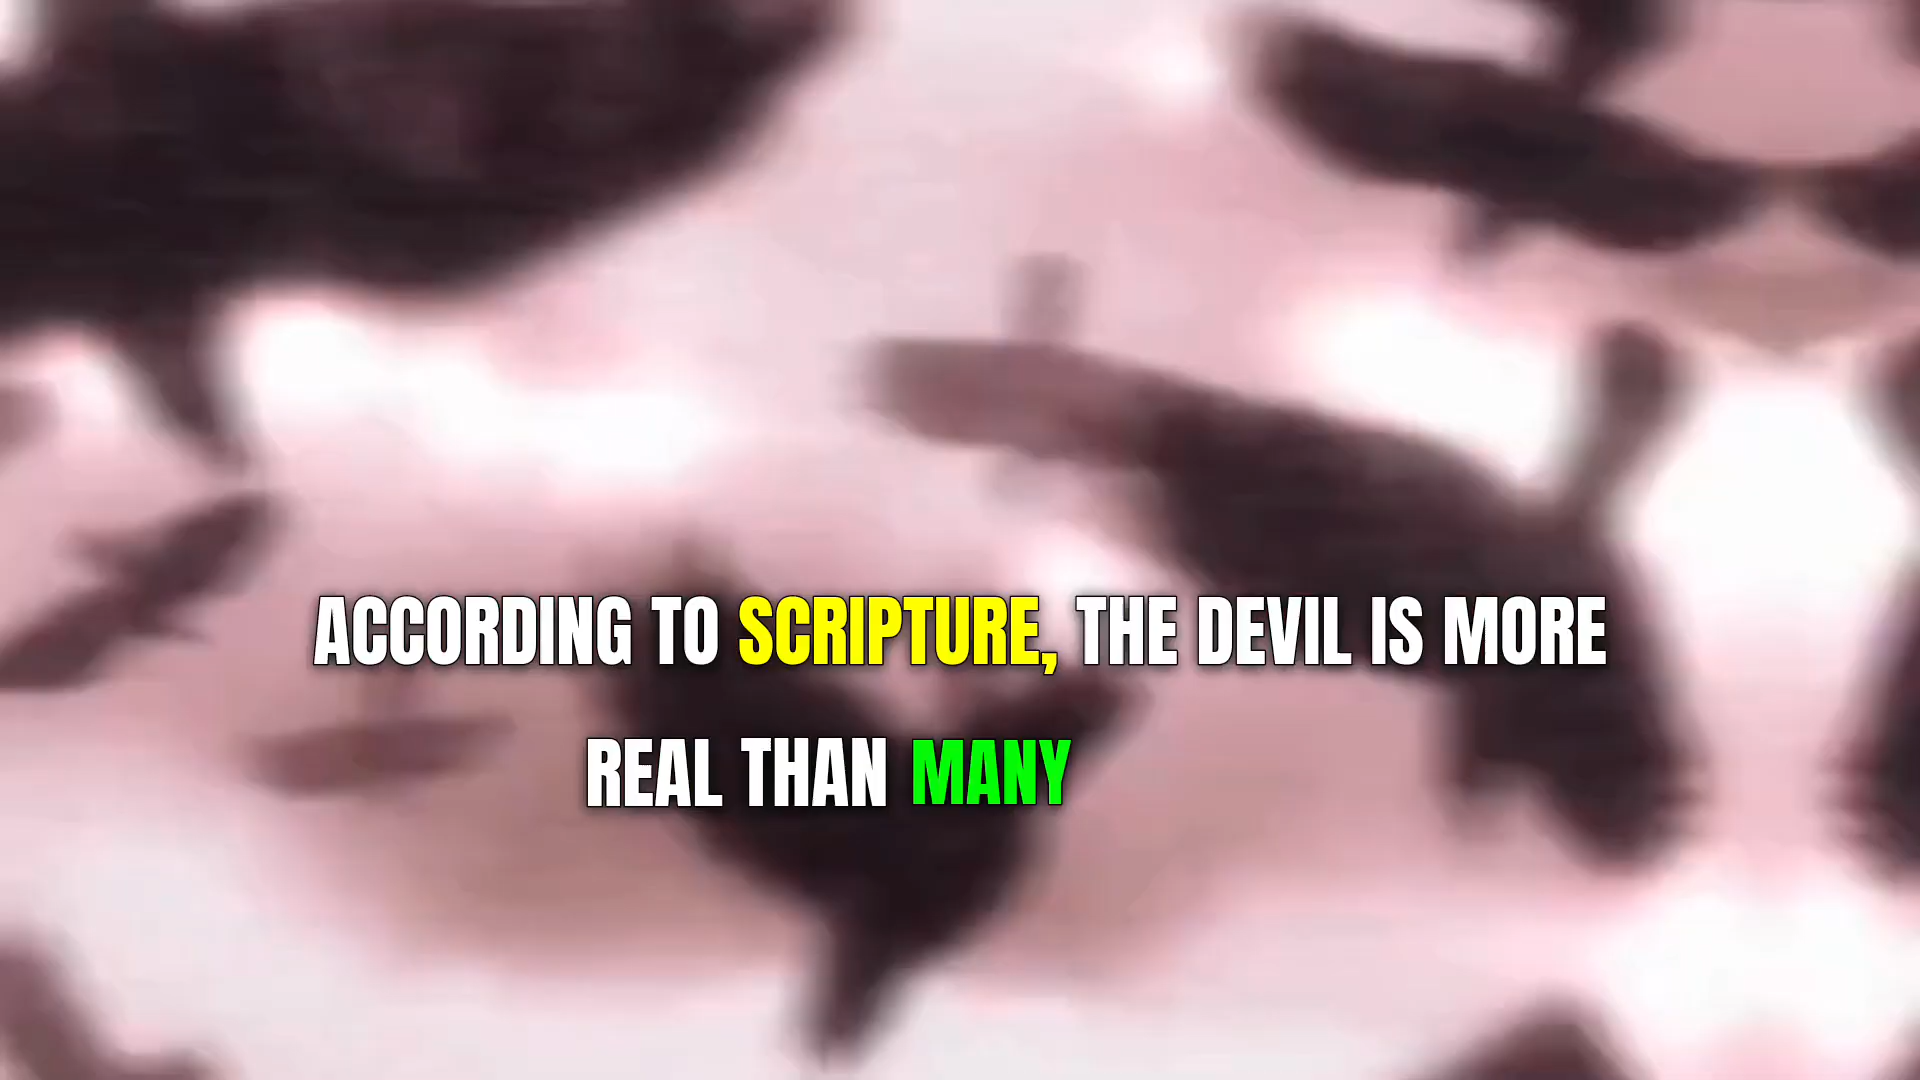 ACCORDING TO SCRIPTURE, THE DEVIL IS MORE
REAL THAN MANY